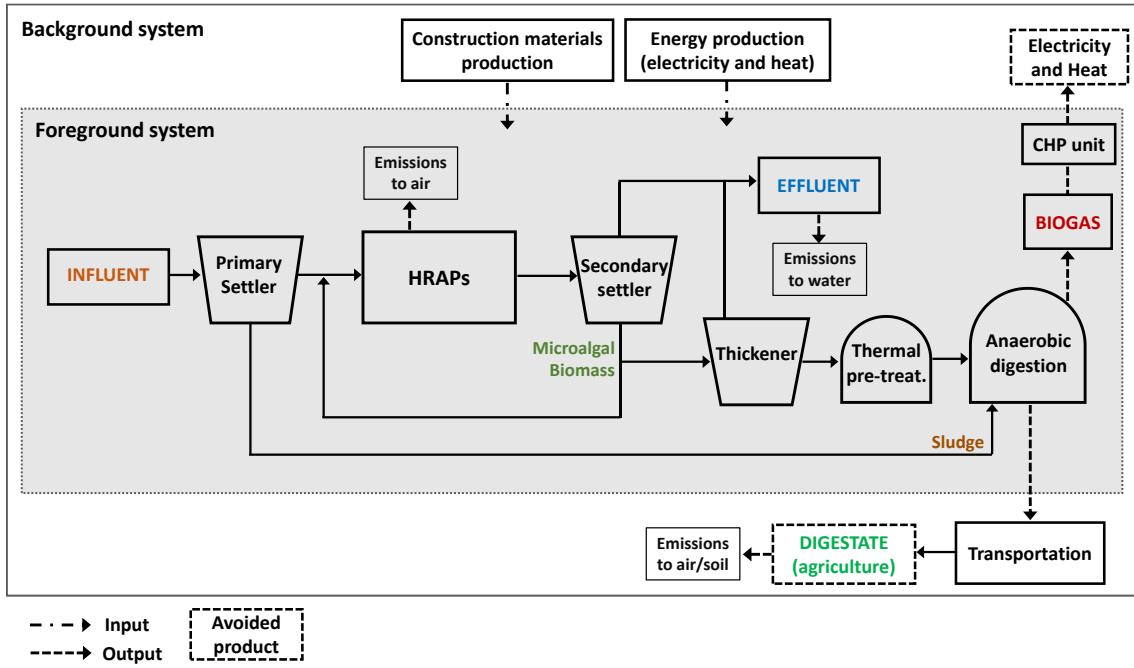 Background system
Construction materials
production
Energy production
(electricity and heat)
Electricity
and Heat
Foreground system
CHP unit
Emissions
to air
EFFLUENT
BIOGAS
INFLUENT
Primary
Settler
HRAPs
Secondary
settler
Emissions
to water
Microalgal
Biomass
Thickener
Thermal
pre-treat.
Anaerobic
digestion
Sludge
Emissions
to air/soil
DIGESTATE
(agriculture)
Transportation
Input
Output
Avoided
product